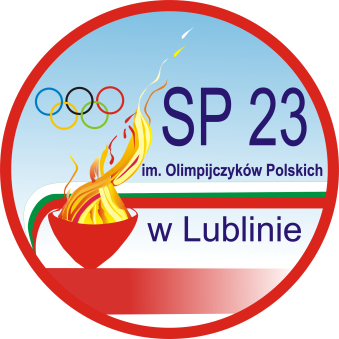 SP 23
im. Olimpijczyków Polskich
w Lublinie